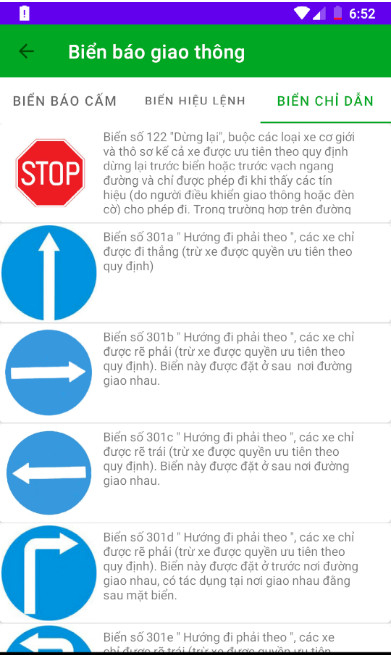 6:52
Biển báo giao thông
BIỂN BÁO CẤM
BIỂN HIỆU LỆNH
BIỂN CHỈ DẪN
STOP
Biển số 122 "Dừng lại", buộc các loại xe cơ giới
và thô sơ kể cả xe được ưu tiên theo quy định
dừng lại trước biển hoặc trước vạch ngang
đường và chỉ được phép đi khi thấy các tín
hiệu (do người điều khiển giao thông hoặc đèn
cờ) cho phép đi. Trong trường hợp trên đường
Biển số 301a " Hướng đi phải theo ", các xe chỉ
được đi thẳng (trừ xe được quyền ưu tiên theo
quy định)
Biển số 301b " Hướng đi phải theo ", các xe chỉ
được rẽ phải (trừ xe được quyền ưu tiên theo
quy định). Biển này được đặt ở sau nơi đường
giao nhau.
Biển số 301c " Hướng đi phải theo ", các xe chỉ
được rẽ trái (trừ xe được quyền ưu tiên theo
quy định). Biển này được đặt ở sau nơi đường
giao nhau.
Biển số 301d " Hướng đi phải theo ", các xe chỉ
được rẽ phải (trừ xe được quyền ưu tiên theo
quy định). Biển này được đặt ở trước nơi đường
giao nhau, có tác dụng tại nơi giao nhau đằng
sau mặt biển.
Biển số 301e " Hướng đi phải theo ", các xe
chỉ được rẽ trái (trừ xe được quyền ưu tiên